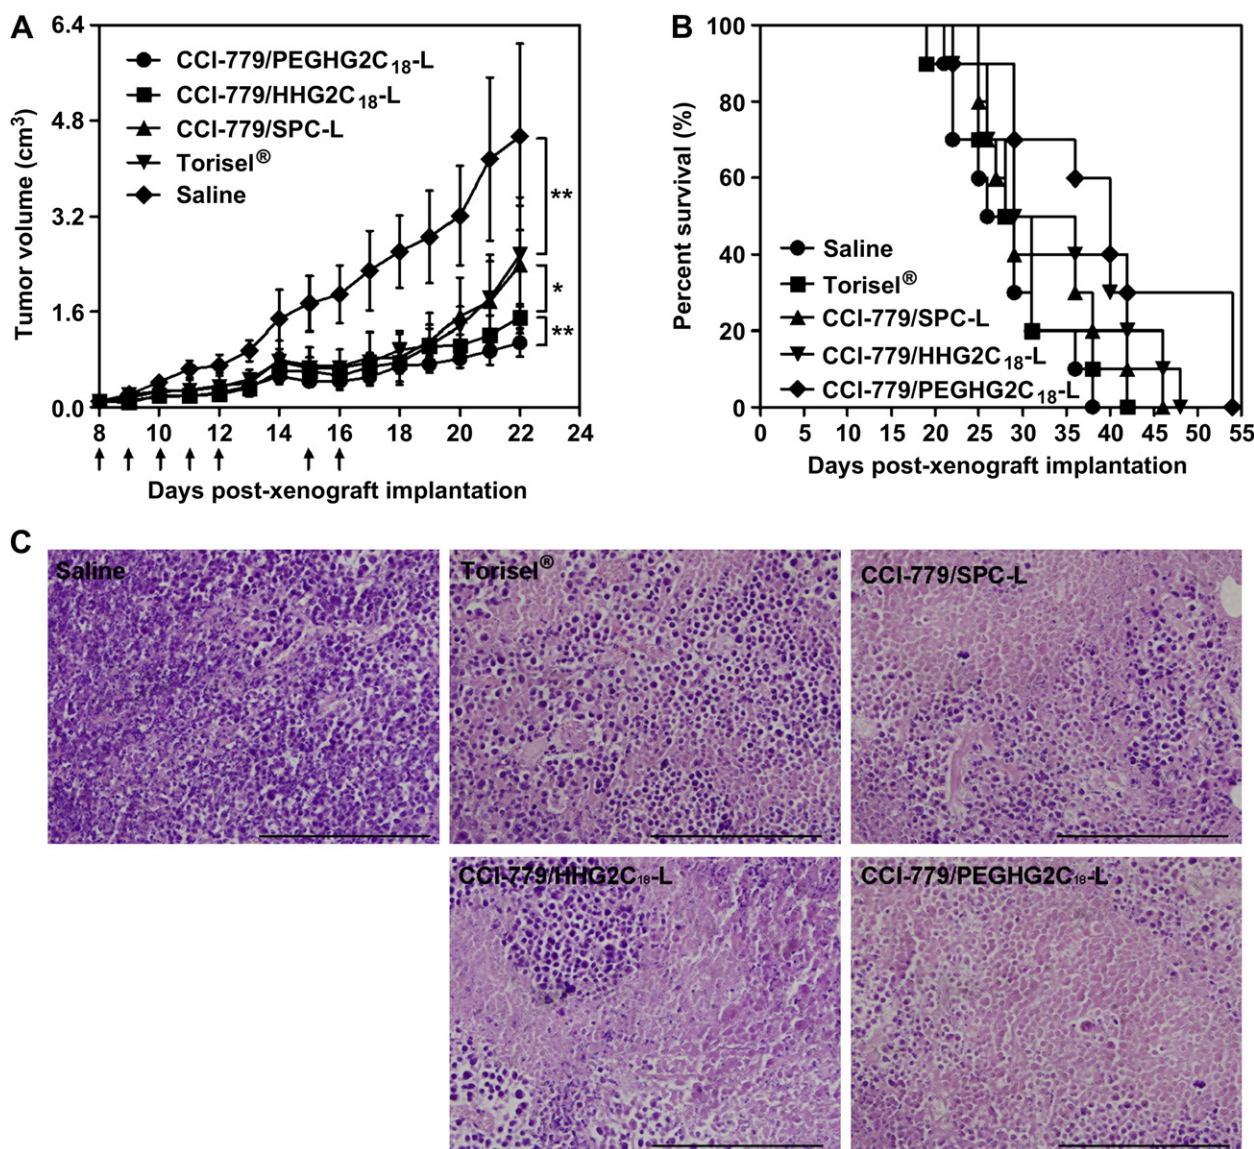 A
Tumor volume (cm³)
6.4
4.8
3.2
1.6
0.0
CCI-779/PEGHG2C₁₈-L
CCI-779/HHG2C₁₈-L
CCI-779/SPC-L
Torisel®
Saline
**
*
**
8 10 12 14 16 18 20 22 24
Days post-xenograft implantation
B
Percent survival (%)
100
80
60
40
20
0
Saline
Torisel®
CCI-779/SPC-L
CCI-779/HHG2C₁₈-L
CCI-779/PEGHG2C₁₈-L
0 5 10 15 20 25 30 35 40 45 50 55
Days post-xenograft implantation
C
Saline
Torisel®
CCI-779/SPC-L
CCI-779/HHG2C₁₈-L
CCI-779/PEGHG2C₁₈-L